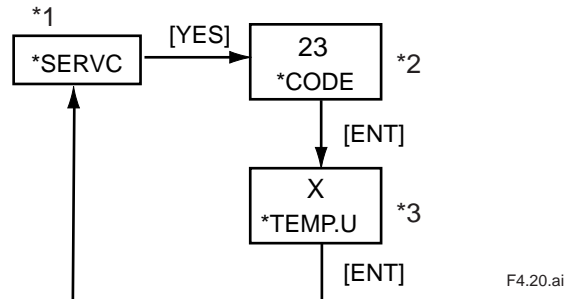 *1
[YES]
*SERVC
23
*CODE
*2
[ENT]
X
*TEMP.U
*3
[ENT]
F4.20.ai